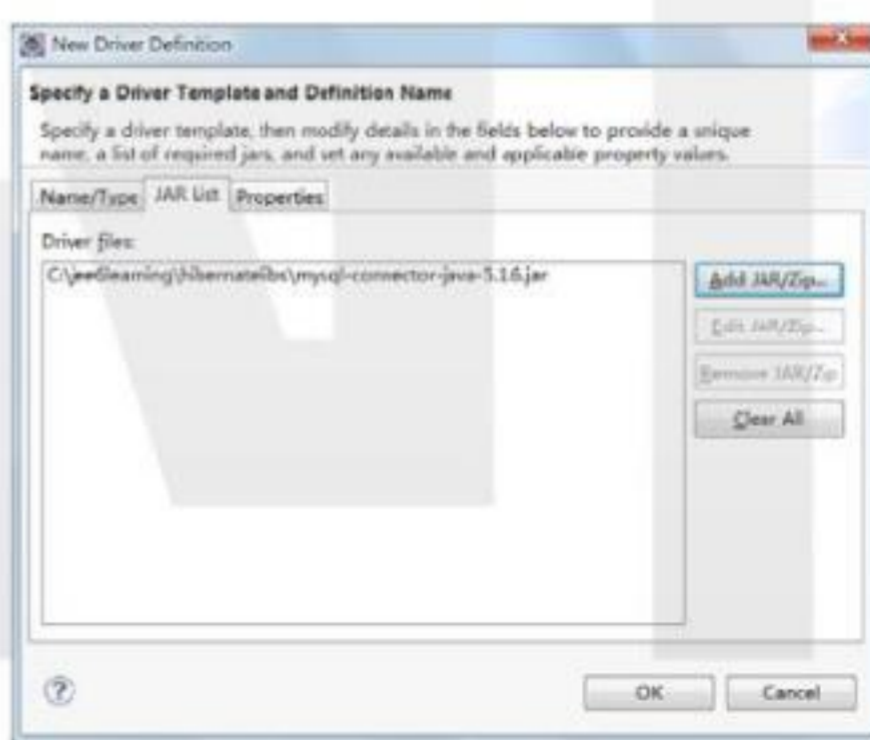 New Driver Definition
Specify a Driver Template and Definition Name
Specify a driver template, then modify details in the fields below to provide a unique
name, a list of required jars, and set any available and applicable property values.
Name/Type JAR List Properties
Driver files:
C:\jee6learning\hibernatelibs\mysql-connector-java-5.16.jar
Add JAR/Zip...
Edit JAR/Zip...
Remove JAR/Zip
Clear All
OK Cancel